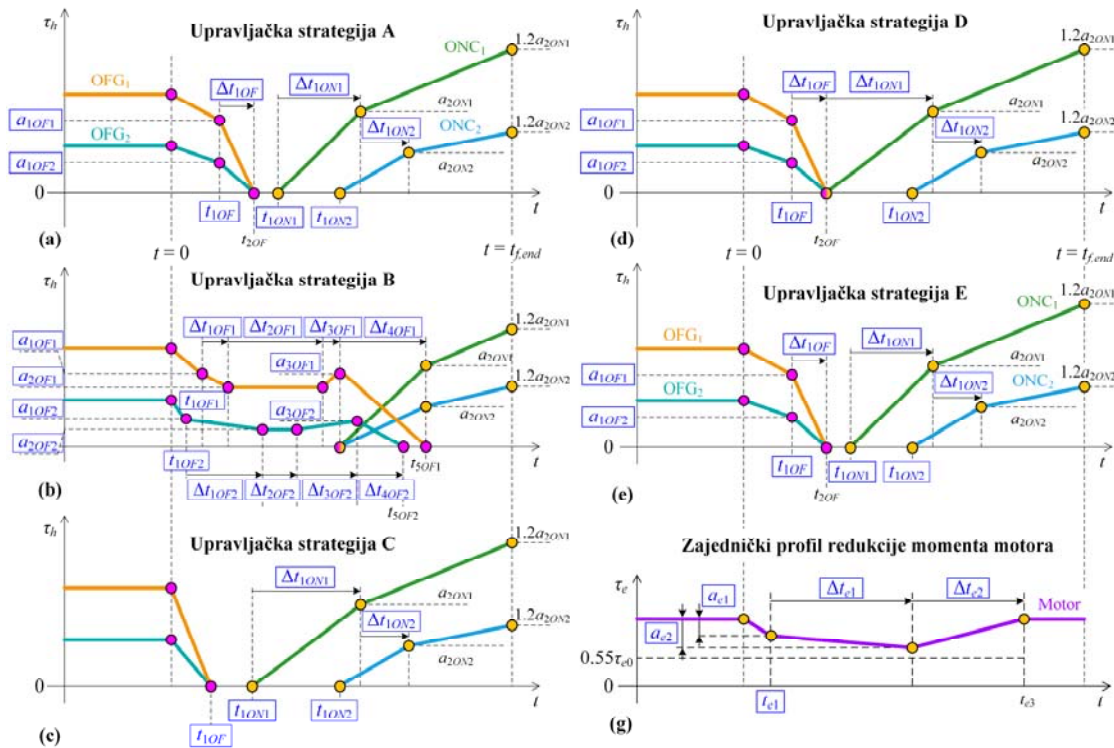 τh
Upravljačka strategija A
OFG1
ONC1
1.2a2ON1
Δt1OF
Δt1ON1
a1OF1
a2ON1
OFG2
Δt1ON2
ONC2
1.2a2ON2
a1OF2
a2ON2
0
t1OF
t1ON1
t1ON2
t
(a)
t2OF
t = 0
t = tf,end
τh
Upravljačka strategija B
1.2a2ON1
Δt1OF1
Δt2OF1
Δt3OF1
Δt4OF1
a1OF1
a3OF1
a2ON1
a2OF1
1.2a2ON2
t1OF1
a1OF2
a3OF2
a2ON2
a2OF2
t1OF2
t5OF1
t
(b)
Δt1OF2
Δt2OF2
Δt3OF2
Δt4OF2
t5OF2
τh
Upravljačka strategija C
1.2a2ON1
Δt1ON1
a2ON1
Δt1ON2
1.2a2ON2
a2ON2
0
t1ON1
t1ON2
t
(c)
t1OF
τh
Upravljačka strategija D
1.2a2ON1
Δt1OF
Δt1ON1
a1OF1
a2ON1
Δt1ON2
1.2a2ON2
a1OF2
a2ON2
0
t1OF
t1ON2
t
(d)
t2OF
t = 0
t = tf,end
τh
Upravljačka strategija E
ONC1
1.2a2ON1
OFG1
Δt1OF
Δt1ON1
a1OF1
a2ON1
OFG2
Δt1ON2
ONC2
1.2a2ON2
a1OF2
a2ON2
0
t1OF
t1ON1
t1ON2
t
(e)
t2OF
Zajednički profil redukcije momenta motora
τe
ae1
Δte1
Δte2
Motor
ae2
0.55τe0
0
te1
te3
t
(g)